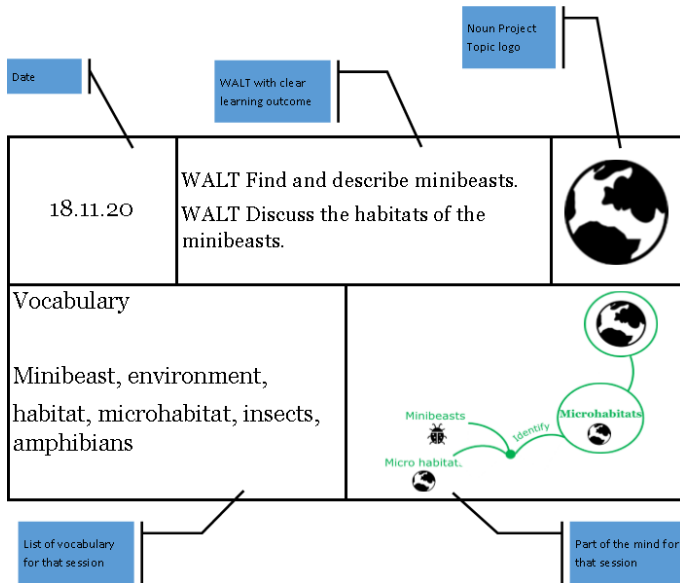 Noun Project
Topic logo
Date
WALT with clear
learning outcome
18.11.20
WALT Find and describe minibeasts.
WALT Discuss the habitats of the
minibeasts.
Vocabulary
Minibeast, environment,
habitat, microhabitat, insects,
amphibians
Minibeasts
Identify
Microhabitats
Micro habitat.
List of vocabulary
for that session
Part of the mind for
that session